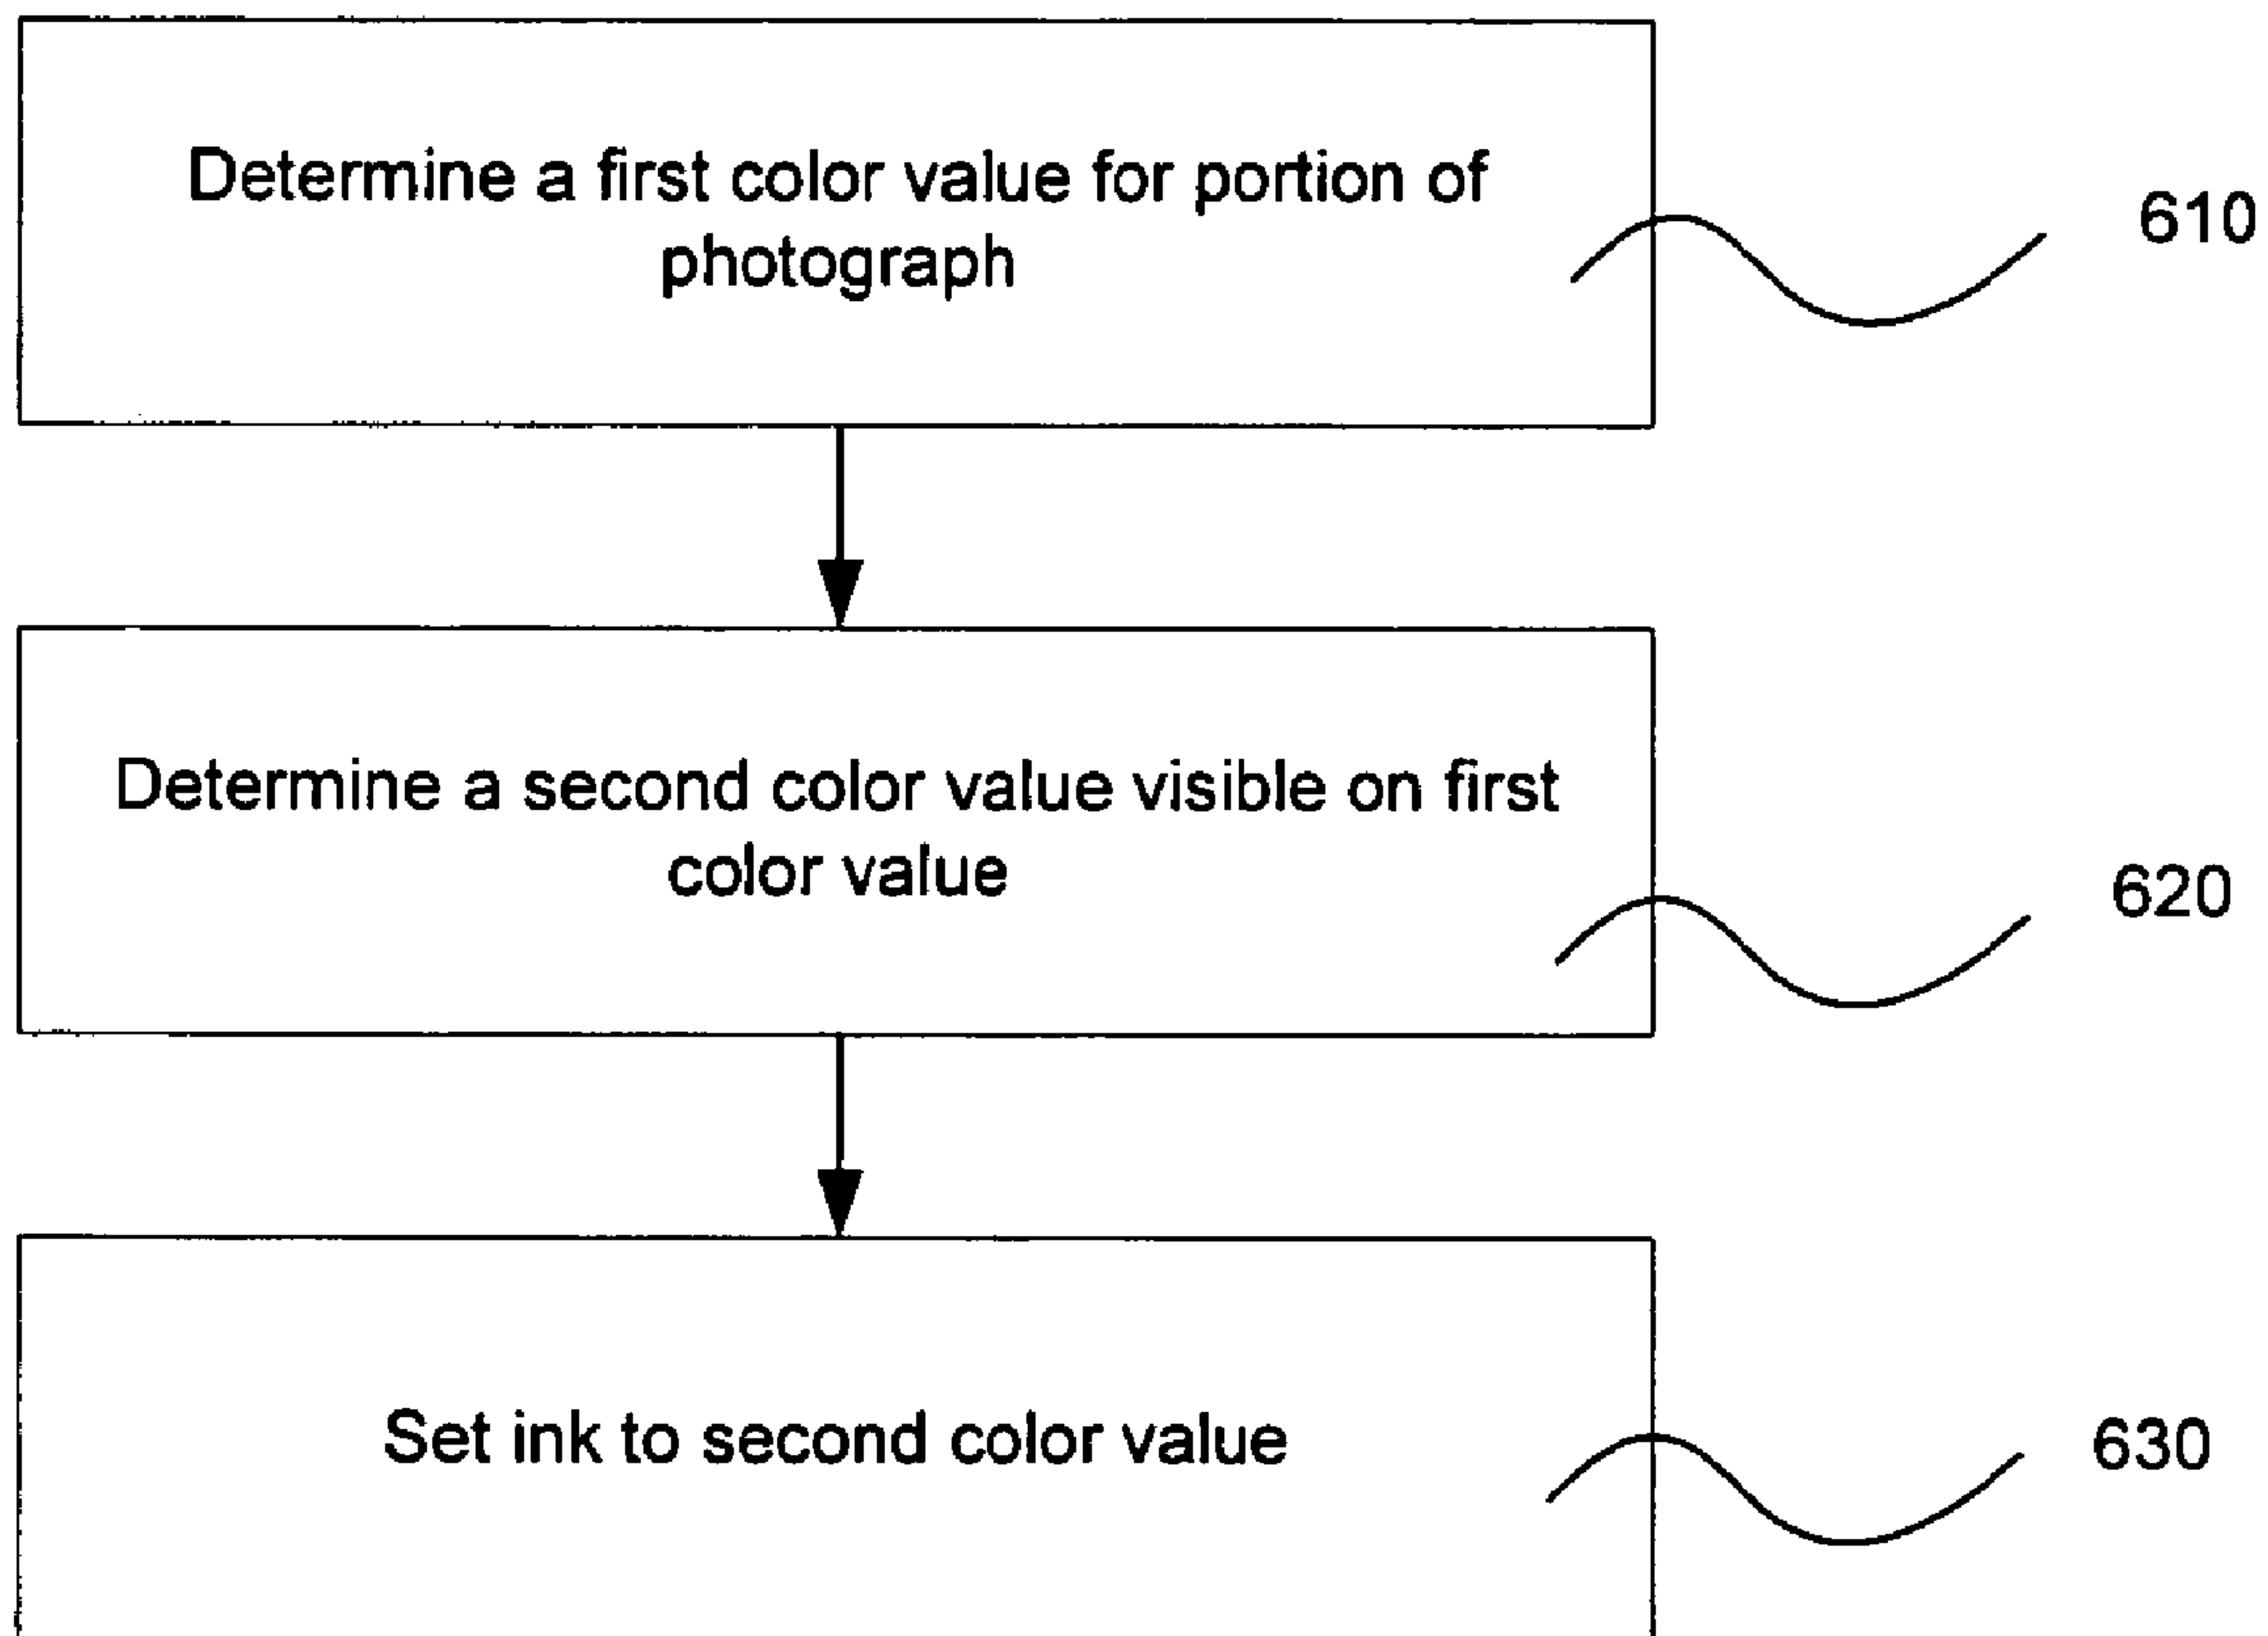 Determine a first color value for portion of
photograph
610
Determine a second color value visible on first
color value
620
Set ink to second color value
630